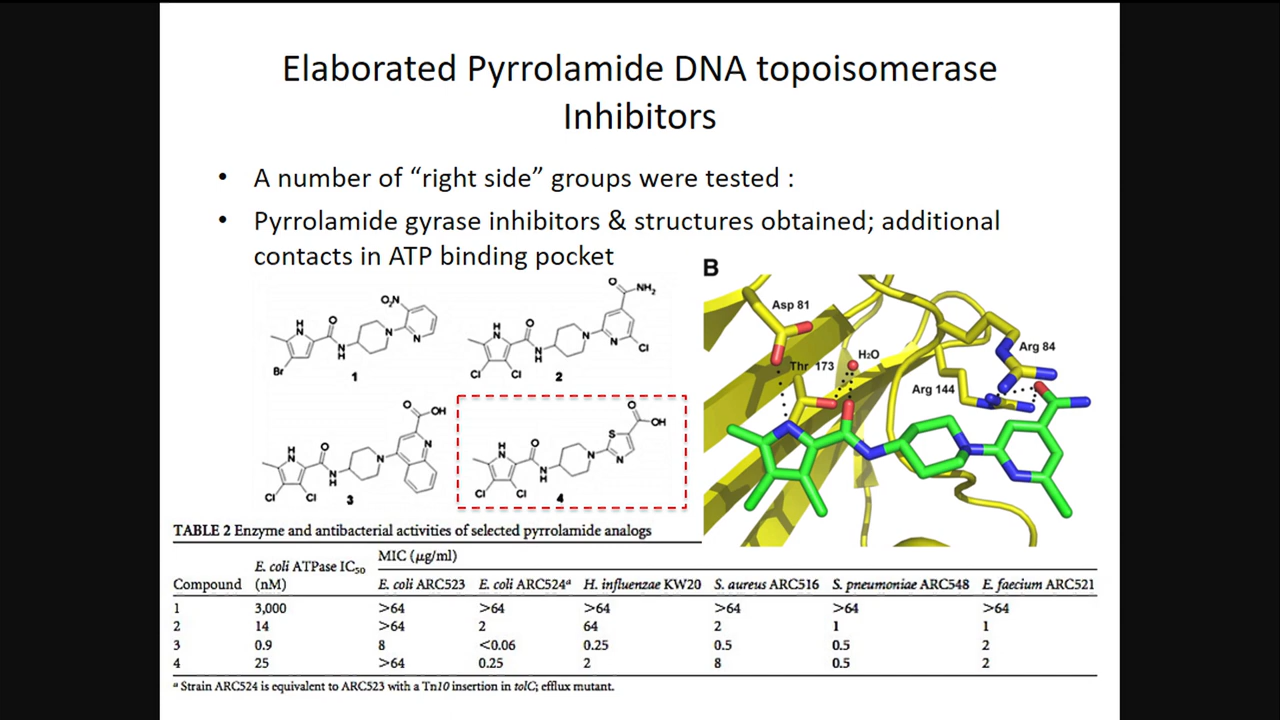 Elaborated Pyrrolamide DNA topoisomerase
Inhibitors
• A number of “right side” groups were tested :
• Pyrrolamide gyrase inhibitors & structures obtained; additional
contacts in ATP binding pocket
O₂N
H
N
O
N
H
N
N
Br
1
O
NH₂
H
N
O
N
H
N
N
Cl
Cl
Cl
2
O
OH
H
N
O
N
H
N
N
Cl
Cl
3
O
OH
H
N
O
N
H
N
S
N
Cl
Cl
4
B
Asp 81
Thr 173
H₂O
Arg 84
Arg 144
TABLE 2 Enzyme and antibacterial activities of selected pyrrolamide analogs
Compound E. coli ATPase IC₅₀ (nM) MIC (μg/ml)
E. coli ARC523 E. coli ARC524ᵃ H. influenzae KW20 S. aureus ARC516 S. pneumoniae ARC548 E. faecium ARC521
1 3,000 >64 >64 >64 >64 >64 >64
2 14 >64 2 64 2 1 1
3 0.9 8 <0.06 0.25 0.5 0.5 2
4 25 >64 0.25 2 8 0.5 2
ᵃ Strain ARC524 is equivalent to ARC523 with a Tn10 insertion in tolC; efflux mutant.